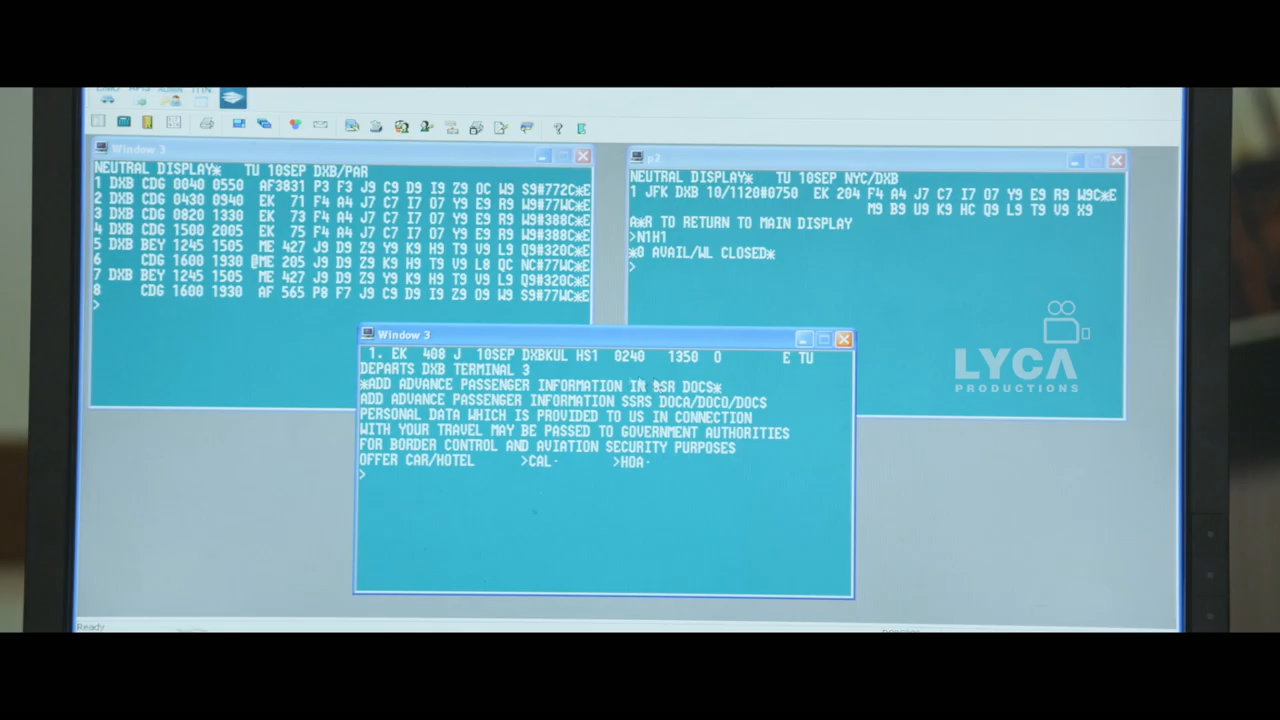 Window 3
NEUTRAL DISPLAY* TU 10SEP DXB/PAR
1 DXB CDG 0040 0550 AF3831 P3 F3 J9 C9 D9 I9 Z9 OC W9 S9#772C*E
2 DXB CDG 0430 0940 EK 71 F4 A4 J7 C7 I7 O7 Y9 E9 R9 W9#77WC*E
3 DXB CDG 0820 1330 EK 73 F4 A4 J7 C7 I7 O7 Y9 E9 R9 W9#388C*E
4 DXB CDG 1500 2005 EK 75 F4 A4 J7 C7 I7 O7 Y9 E9 R9 W9#388C*E
5 DXB BEY 1245 1505 ME 427 J9 D9 Z9 Y9 K9 H9 T9 V9 L9 Q9#320C*E
6 CDG 1600 1930 @ME 205 J9 D9 Z9 K9 H9 T9 V9 L8 QC NC#77WC*E
7 DXB BEY 1245 1505 ME 427 J9 D9 Z9 Y9 K9 H9 T9 V9 L9 Q9#320C*E
8 CDG 1600 1930 AF 565 P8 F7 J9 C9 D9 I9 Z9 O9 W9 S9#77WC*E
>
p2
NEUTRAL DISPLAY* TU 10SEP NYC/DXB
1 JFK DXB 10/1120#0750 EK 204 F4 A4 J7 C7 I7 O7 Y9 E9 R9 W9C*E
M9 B9 U9 K9 HC Q9 L9 T9 V9 X9
A*R TO RETURN TO MAIN DISPLAY
>N1H1
*0 AVAIL/WL CLOSED*
>
Window 3
1. EK 408 J 10SEP DXBKUL HS1 0240 1350 O E TU
DEPARTS DXB TERMINAL 3
*ADD ADVANCE PASSENGER INFORMATION IN SSR DOCS*
ADD ADVANCE PASSENGER INFORMATION SSRS DOCA/DOCO/DOCS
PERSONAL DATA WHICH IS PROVIDED TO US IN CONNECTION
WITH YOUR TRAVEL MAY BE PASSED TO GOVERNMENT AUTHORITIES
FOR BORDER CONTROL AND AVIATION SECURITY PURPOSES
OFFER CAR/HOTEL >CAL· >HOA·
>
LYCA
PRODUCTIONS
Ready